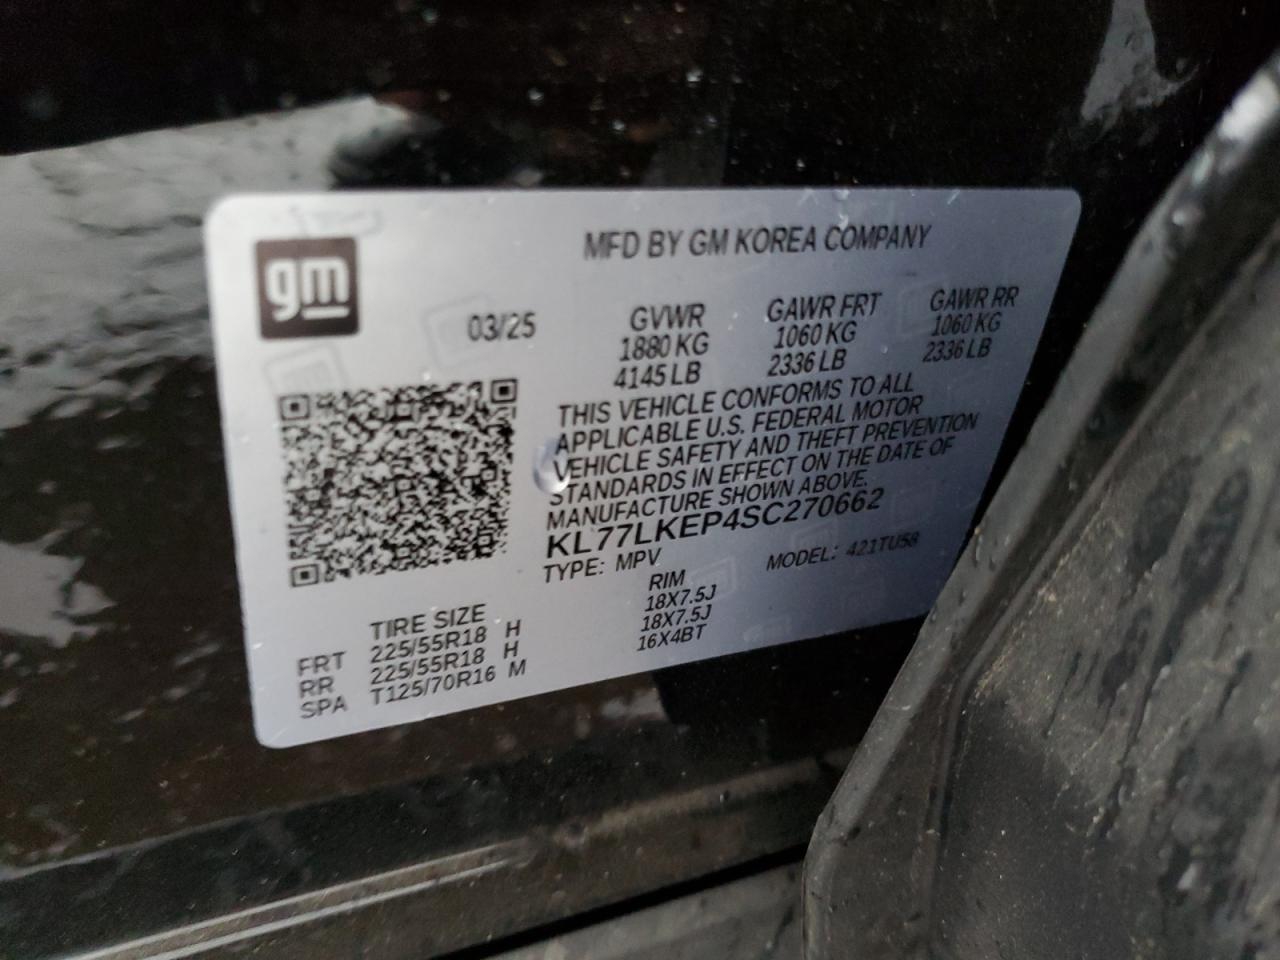 gm
MFD BY GM KOREA COMPANY
03/25
GVWR GAWR FRT GAWR RR
1880 KG 1060 KG 1060 KG
4145 LB 2336 LB 2336 LB
THIS VEHICLE CONFORMS TO ALL
APPLICABLE U.S. FEDERAL MOTOR
VEHICLE SAFETY AND THEFT PREVENTION
STANDARDS IN EFFECT ON THE DATE OF
MANUFACTURE SHOWN ABOVE.
KL77LKEP4SC270662
TYPE: MPV MODEL: 421TU58
TIRE SIZE RIM
FRT 225/55R18 H 18X7.5J
RR 225/55R18 H 18X7.5J
SPA T125/70R16 M 16X4BT